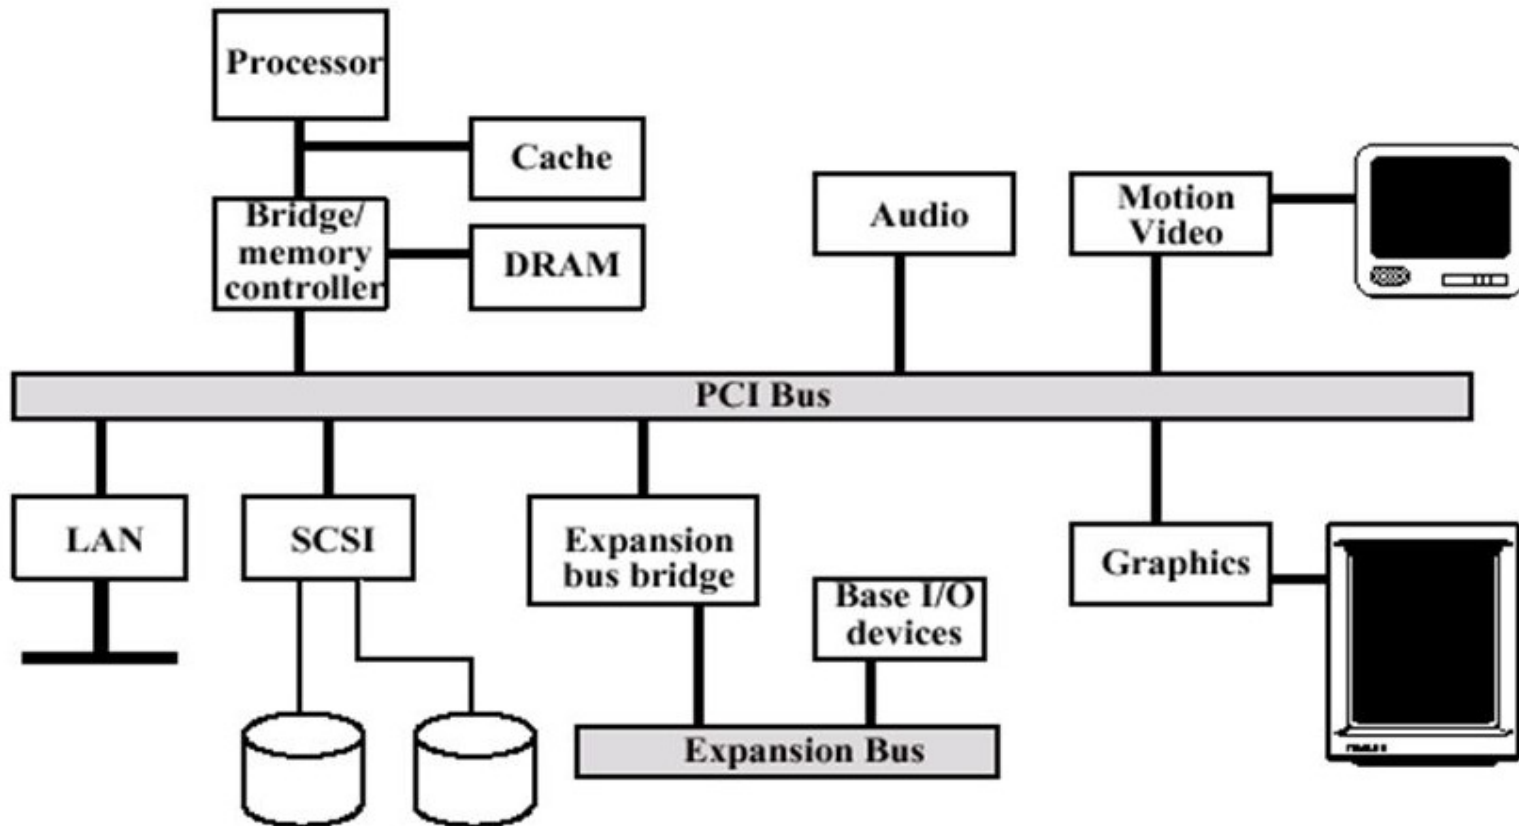 Processor
Cache
Bridge/
memory
controller
DRAM
Audio
Motion
Video
PCI Bus
LAN
SCSI
Expansion
bus bridge
Base I/O
devices
Graphics
Expansion Bus